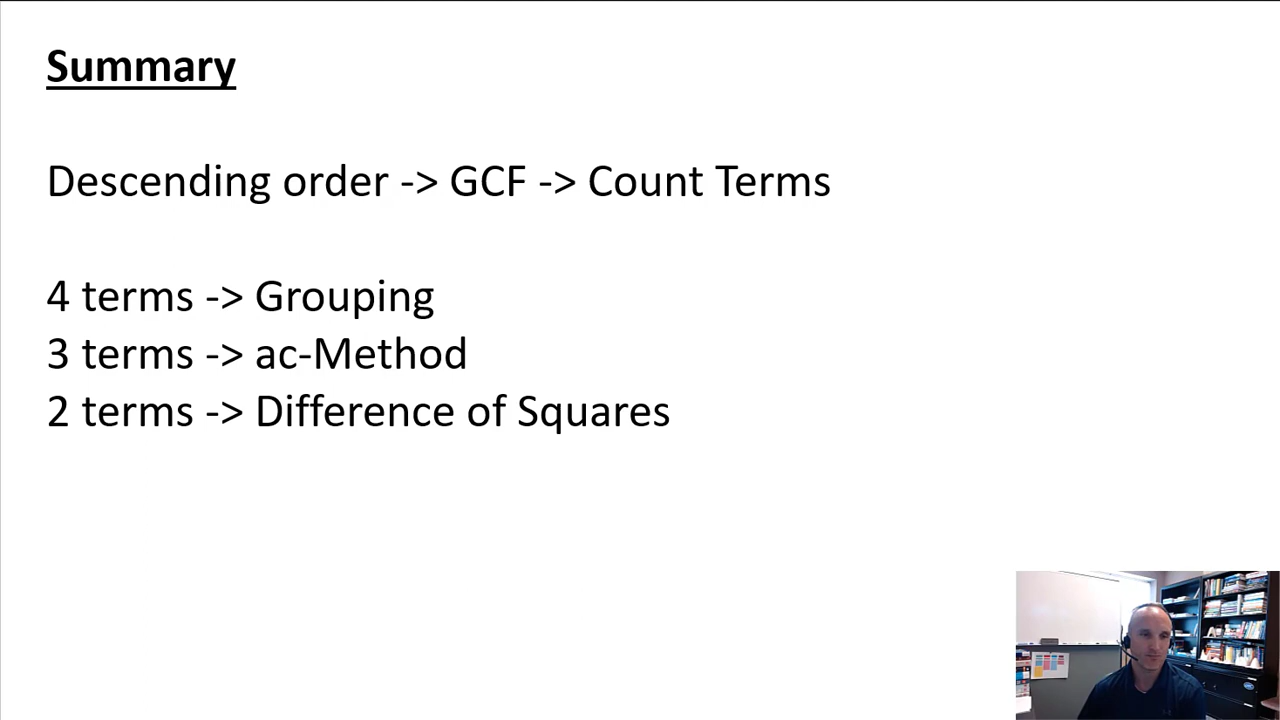 Summary
Descending order -> GCF -> Count Terms
4 terms -> Grouping
3 terms -> ac-Method
2 terms -> Difference of Squares